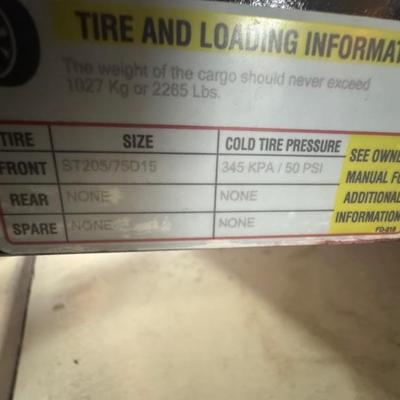 TIRE AND LOADING INFORMAT
The weight of the cargo should never exceed
1027 Kg or 2265 Lbs.
TIRE SIZE COLD TIRE PRESSURE
FRONT ST205/75D15 345 KPA / 50 PSI
REAR NONE NONE
SPARE NONE NONE
SEE OWNE
MANUAL FO
ADDITIONAL
INFORMATION